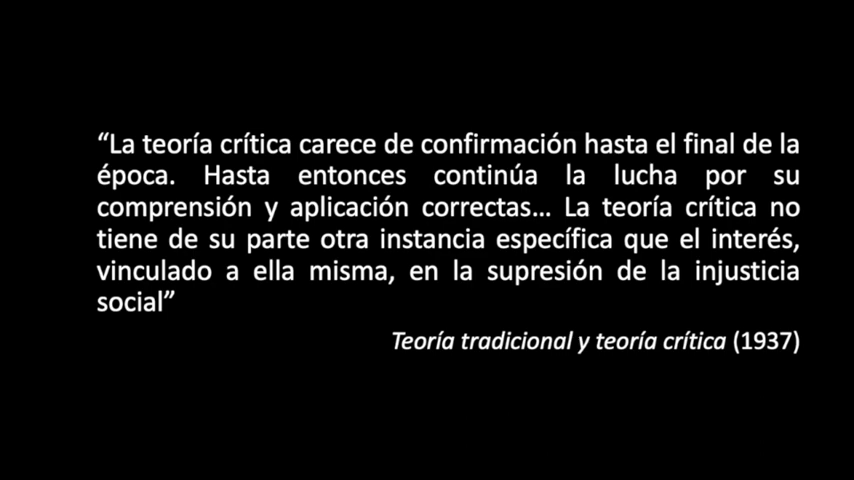 “La teoría crítica carece de confirmación hasta el final de la
época. Hasta entonces continúa la lucha por su
comprensión y aplicación correctas… La teoría crítica no
tiene de su parte otra instancia específica que el interés,
vinculado a ella misma, en la supresión de la injusticia
social”
Teoría tradicional y teoría crítica (1937)